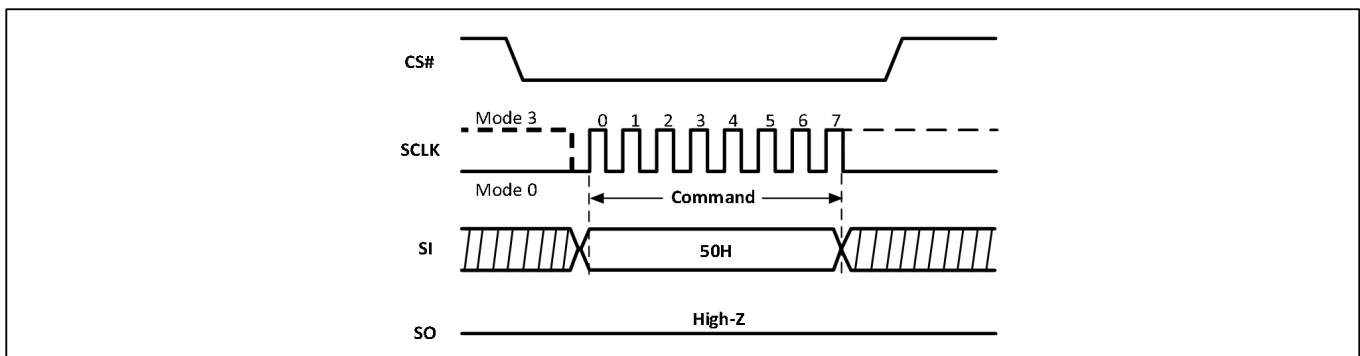 CS#
Mode 3
0 1 2 3 4 5 6 7
SCLK
Mode 0
Command
SI
50H
High-Z
SO